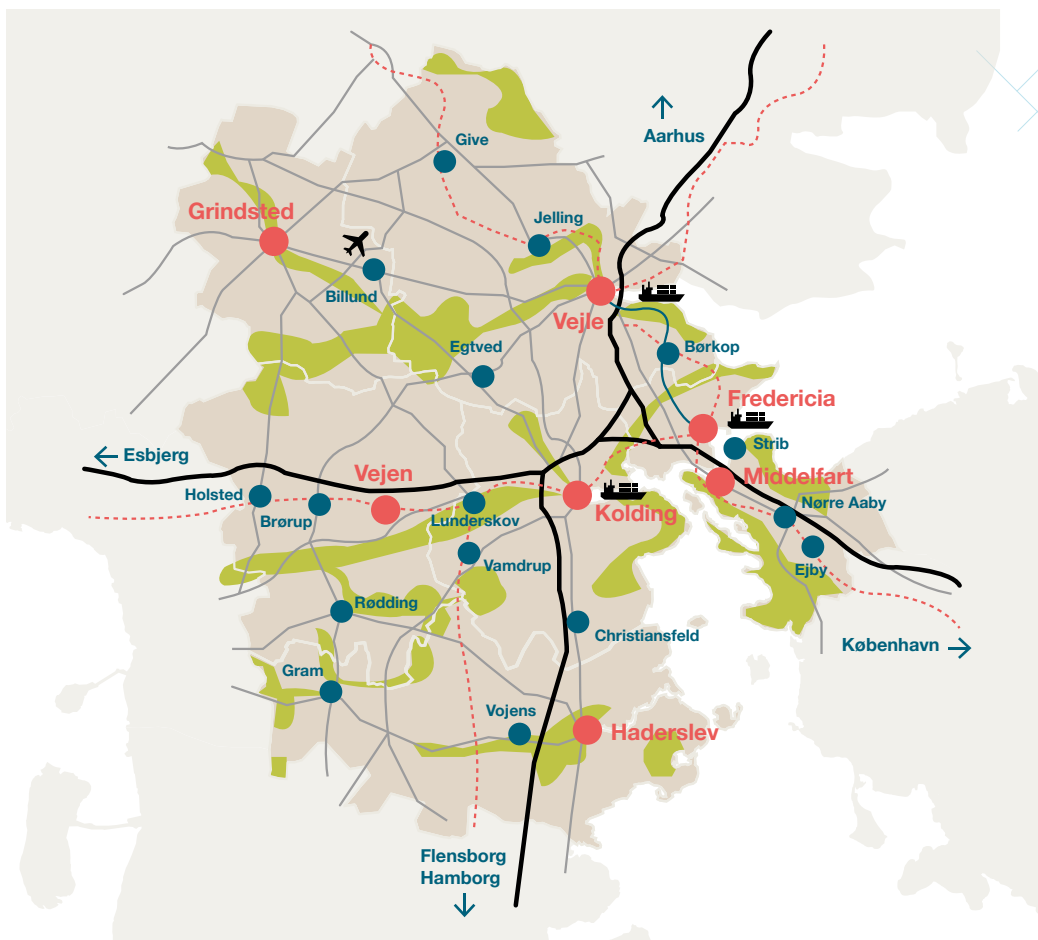 Aarhus
Give
Grindsted
Jelling
Billund
Vejle
Egtved
Børkop
Fredericia
Strib
Esbjerg
Vejen
Middelfart
Holsted
Brørup
Lunderskov
Kolding
Nørre Aaby
Ejby
Vamdrup
Rødding
Christiansfeld
København
Gram
Vojens
Haderslev
Flensborg
Hamborg